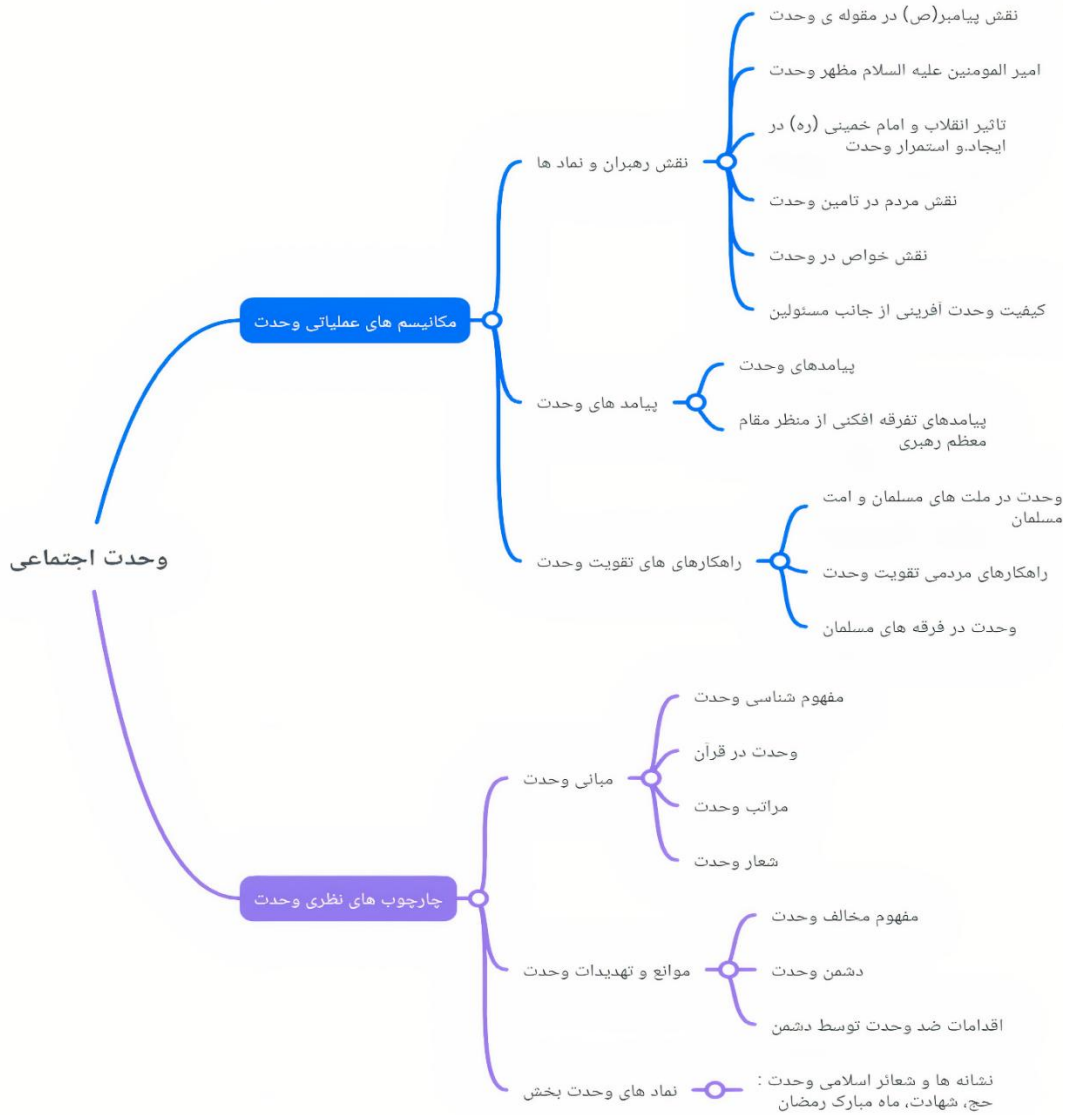 وحدت اجتماعی
مکانیسم های عملیاتی وحدت
نقش رهبران و نماد ها
نقش پیامبر(ص) در مقوله ی وحدت
امیر المومنین علیه السلام مظهر وحدت
تاثیر انقلاب و امام خمینی (ره) در
ایجاد.و استمرار وحدت
نقش مردم در تامین وحدت
نقش خواص در وحدت
کیفیت وحدت آفرینی از جانب مسئولین
پیامد های وحدت
پیامدهای وحدت
پیامدهای تفرقه افکنی از منظر مقام
معظم رهبری
راهکارهای های تقویت وحدت
وحدت در ملت های مسلمان و امت
مسلمان
راهکارهای مردمی تقویت وحدت
وحدت در فرقه های مسلمان
چارچوب های نظری وحدت
مبانی وحدت
مفهوم شناسی وحدت
وحدت در قرآن
مراتب وحدت
شعار وحدت
موانع و تهدیدات وحدت
مفهوم مخالف وحدت
دشمن وحدت
اقدامات ضد وحدت توسط دشمن
نماد های وحدت بخش
نشانه ها و شعائر اسلامی وحدت :
حج، شهادت، ماه مبارک رمضان